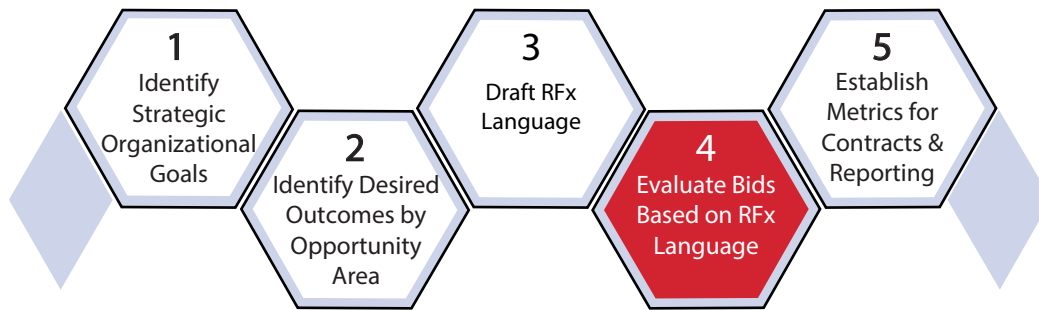 1
Identify
Strategic
Organizational
Goals
2
Identify Desired
Outcomes by
Opportunity
Area
3
Draft RFx
Language
4
Evaluate Bids
Based on RFx
Language
5
Establish
Metrics for
Contracts &
Reporting